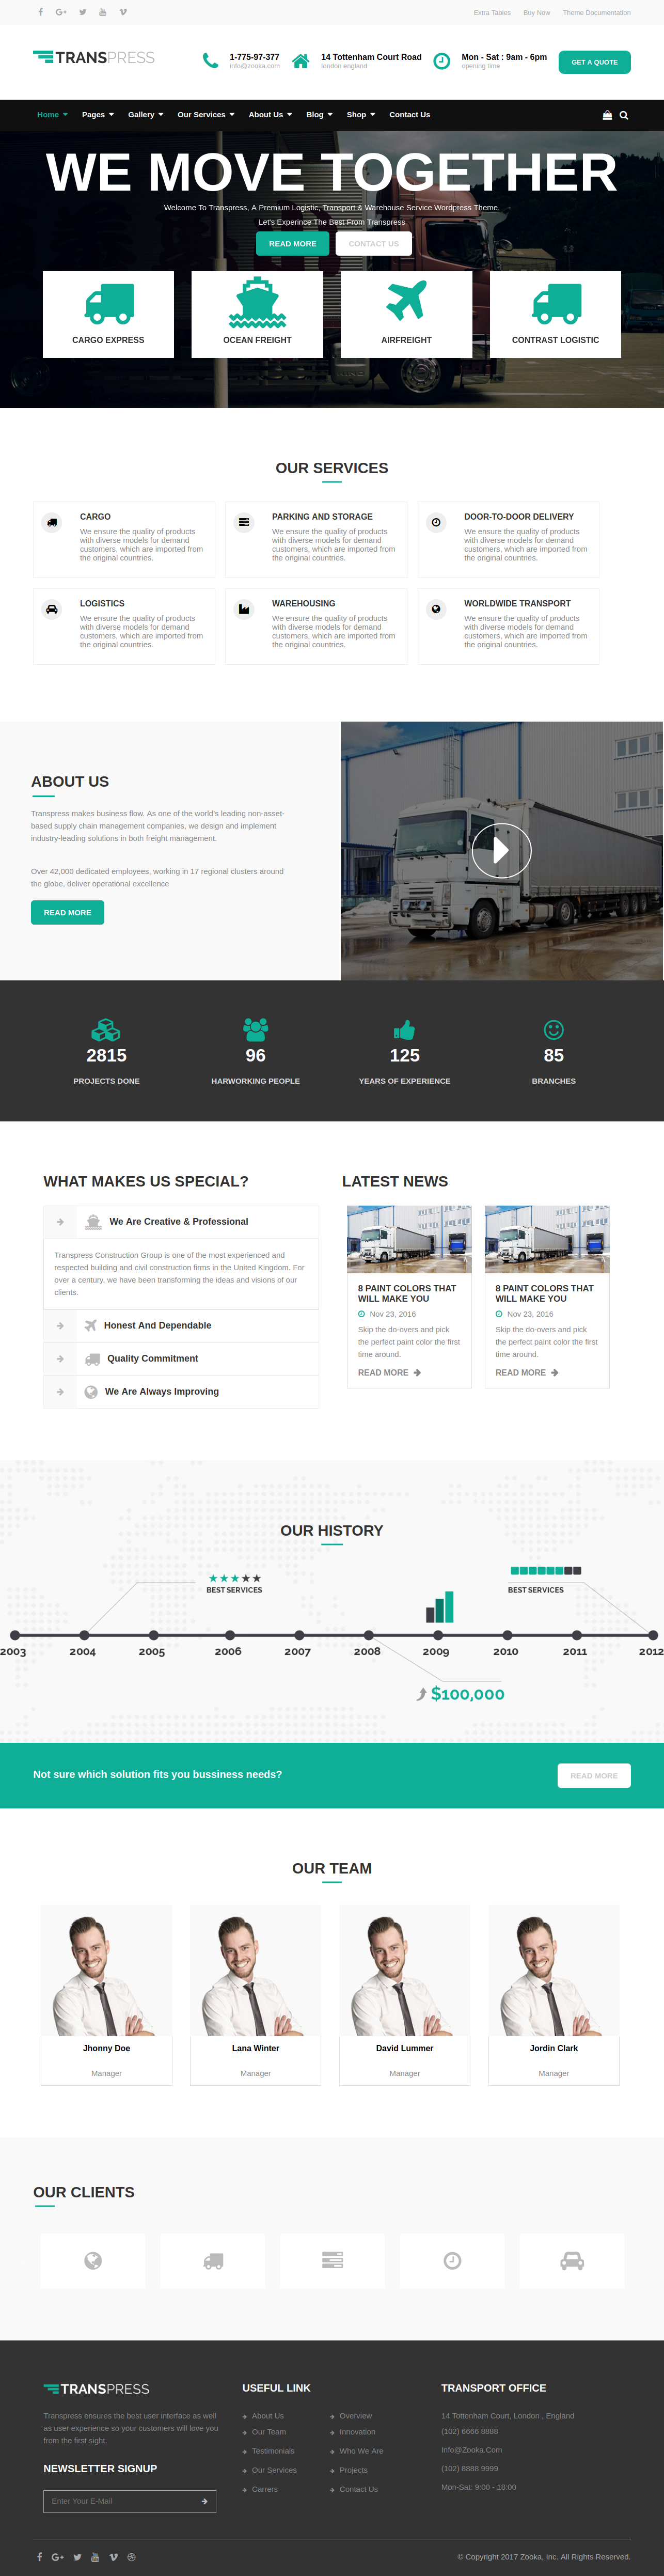 Extra Tables Buy Now Theme Documentation
TRANSPRESS
1-775-97-377
info@zooka.com
14 Tottenham Court Road
london england
Mon - Sat : 9am - 6pm
opening time
GET A QUOTE
Home Pages Gallery Our Services About Us Blog Shop Contact Us
WE MOVE TOGETHER
Welcome To Transpress, A Premium Logistic, Transport & Warehouse Service Wordpress Theme.
Let's Experince The Best From Transpress
READ MORE CONTACT US
CARGO EXPRESS
OCEAN FREIGHT
AIRFREIGHT
CONTRAST LOGISTIC
OUR SERVICES
CARGO
We ensure the quality of products
with diverse models for demand
customers, which are imported from
the original countries.
PARKING AND STORAGE
We ensure the quality of products
with diverse models for demand
customers, which are imported from
the original countries.
DOOR-TO-DOOR DELIVERY
We ensure the quality of products
with diverse models for demand
customers, which are imported from
the original countries.
LOGISTICS
We ensure the quality of products
with diverse models for demand
customers, which are imported from
the original countries.
WAREHOUSING
We ensure the quality of products
with diverse models for demand
customers, which are imported from
the original countries.
WORLDWIDE TRANSPORT
We ensure the quality of products
with diverse models for demand
customers, which are imported from
the original countries.
ABOUT US
Transpress makes business flow. As one of the world's leading non-asset-
based supply chain management companies, we design and implement
industry-leading solutions in both freight management.
Over 42,000 dedicated employees, working in 17 regional clusters around
the globe, deliver operational excellence
READ MORE
2815
PROJECTS DONE
96
HARWORKING PEOPLE
125
YEARS OF EXPERIENCE
85
BRANCHES
WHAT MAKES US SPECIAL?
We Are Creative & Professional
Transpress Construction Group is one of the most experienced and
respected building and civil construction firms in the United Kingdom. For
over a century, we have been transforming the ideas and visions of our
clients.
Honest And Dependable
Quality Commitment
We Are Always Improving
LATEST NEWS
8 PAINT COLORS THAT
WILL MAKE YOU
Nov 23, 2016
Skip the do-overs and pick
the perfect paint color the first
time around.
READ MORE
8 PAINT COLORS THAT
WILL MAKE YOU
Nov 23, 2016
Skip the do-overs and pick
the perfect paint color the first
time around.
READ MORE
OUR HISTORY
BEST SERVICES
BEST SERVICES
2003 2004 2005 2006 2007 2008 2009 2010 2011 2012
$100,000
Not sure which solution fits you bussiness needs?
READ MORE
OUR TEAM
Jhonny Doe
Manager
Lana Winter
Manager
David Lummer
Manager
Jordin Clark
Manager
OUR CLIENTS
TRANSPRESS
Transpress ensures the best user interface as well
as user experience so your customers will love you
from the first sight.
NEWSLETTER SIGNUP
Enter Your E-Mail
USEFUL LINK
About Us
Our Team
Testimonials
Our Services
Carrers
Overview
Innovation
Who We Are
Projects
Contact Us
TRANSPORT OFFICE
14 Tottenham Court, London , England
(102) 6666 8888
Info@Zooka.Com
(102) 8888 9999
Mon-Sat: 9:00 - 18:00
© Copyright 2017 Zooka, Inc. All Rights Reserved.